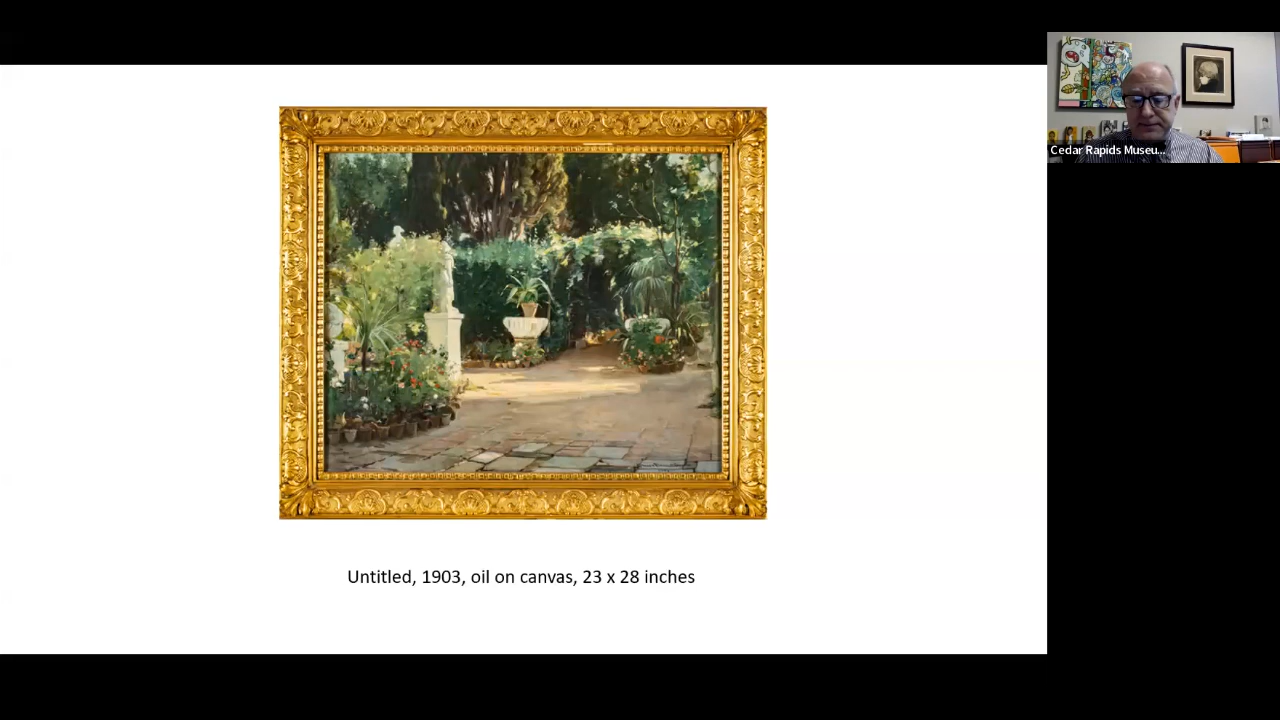 Cedar Rapids Museu...
Untitled, 1903, oil on canvas, 23 x 28 inches